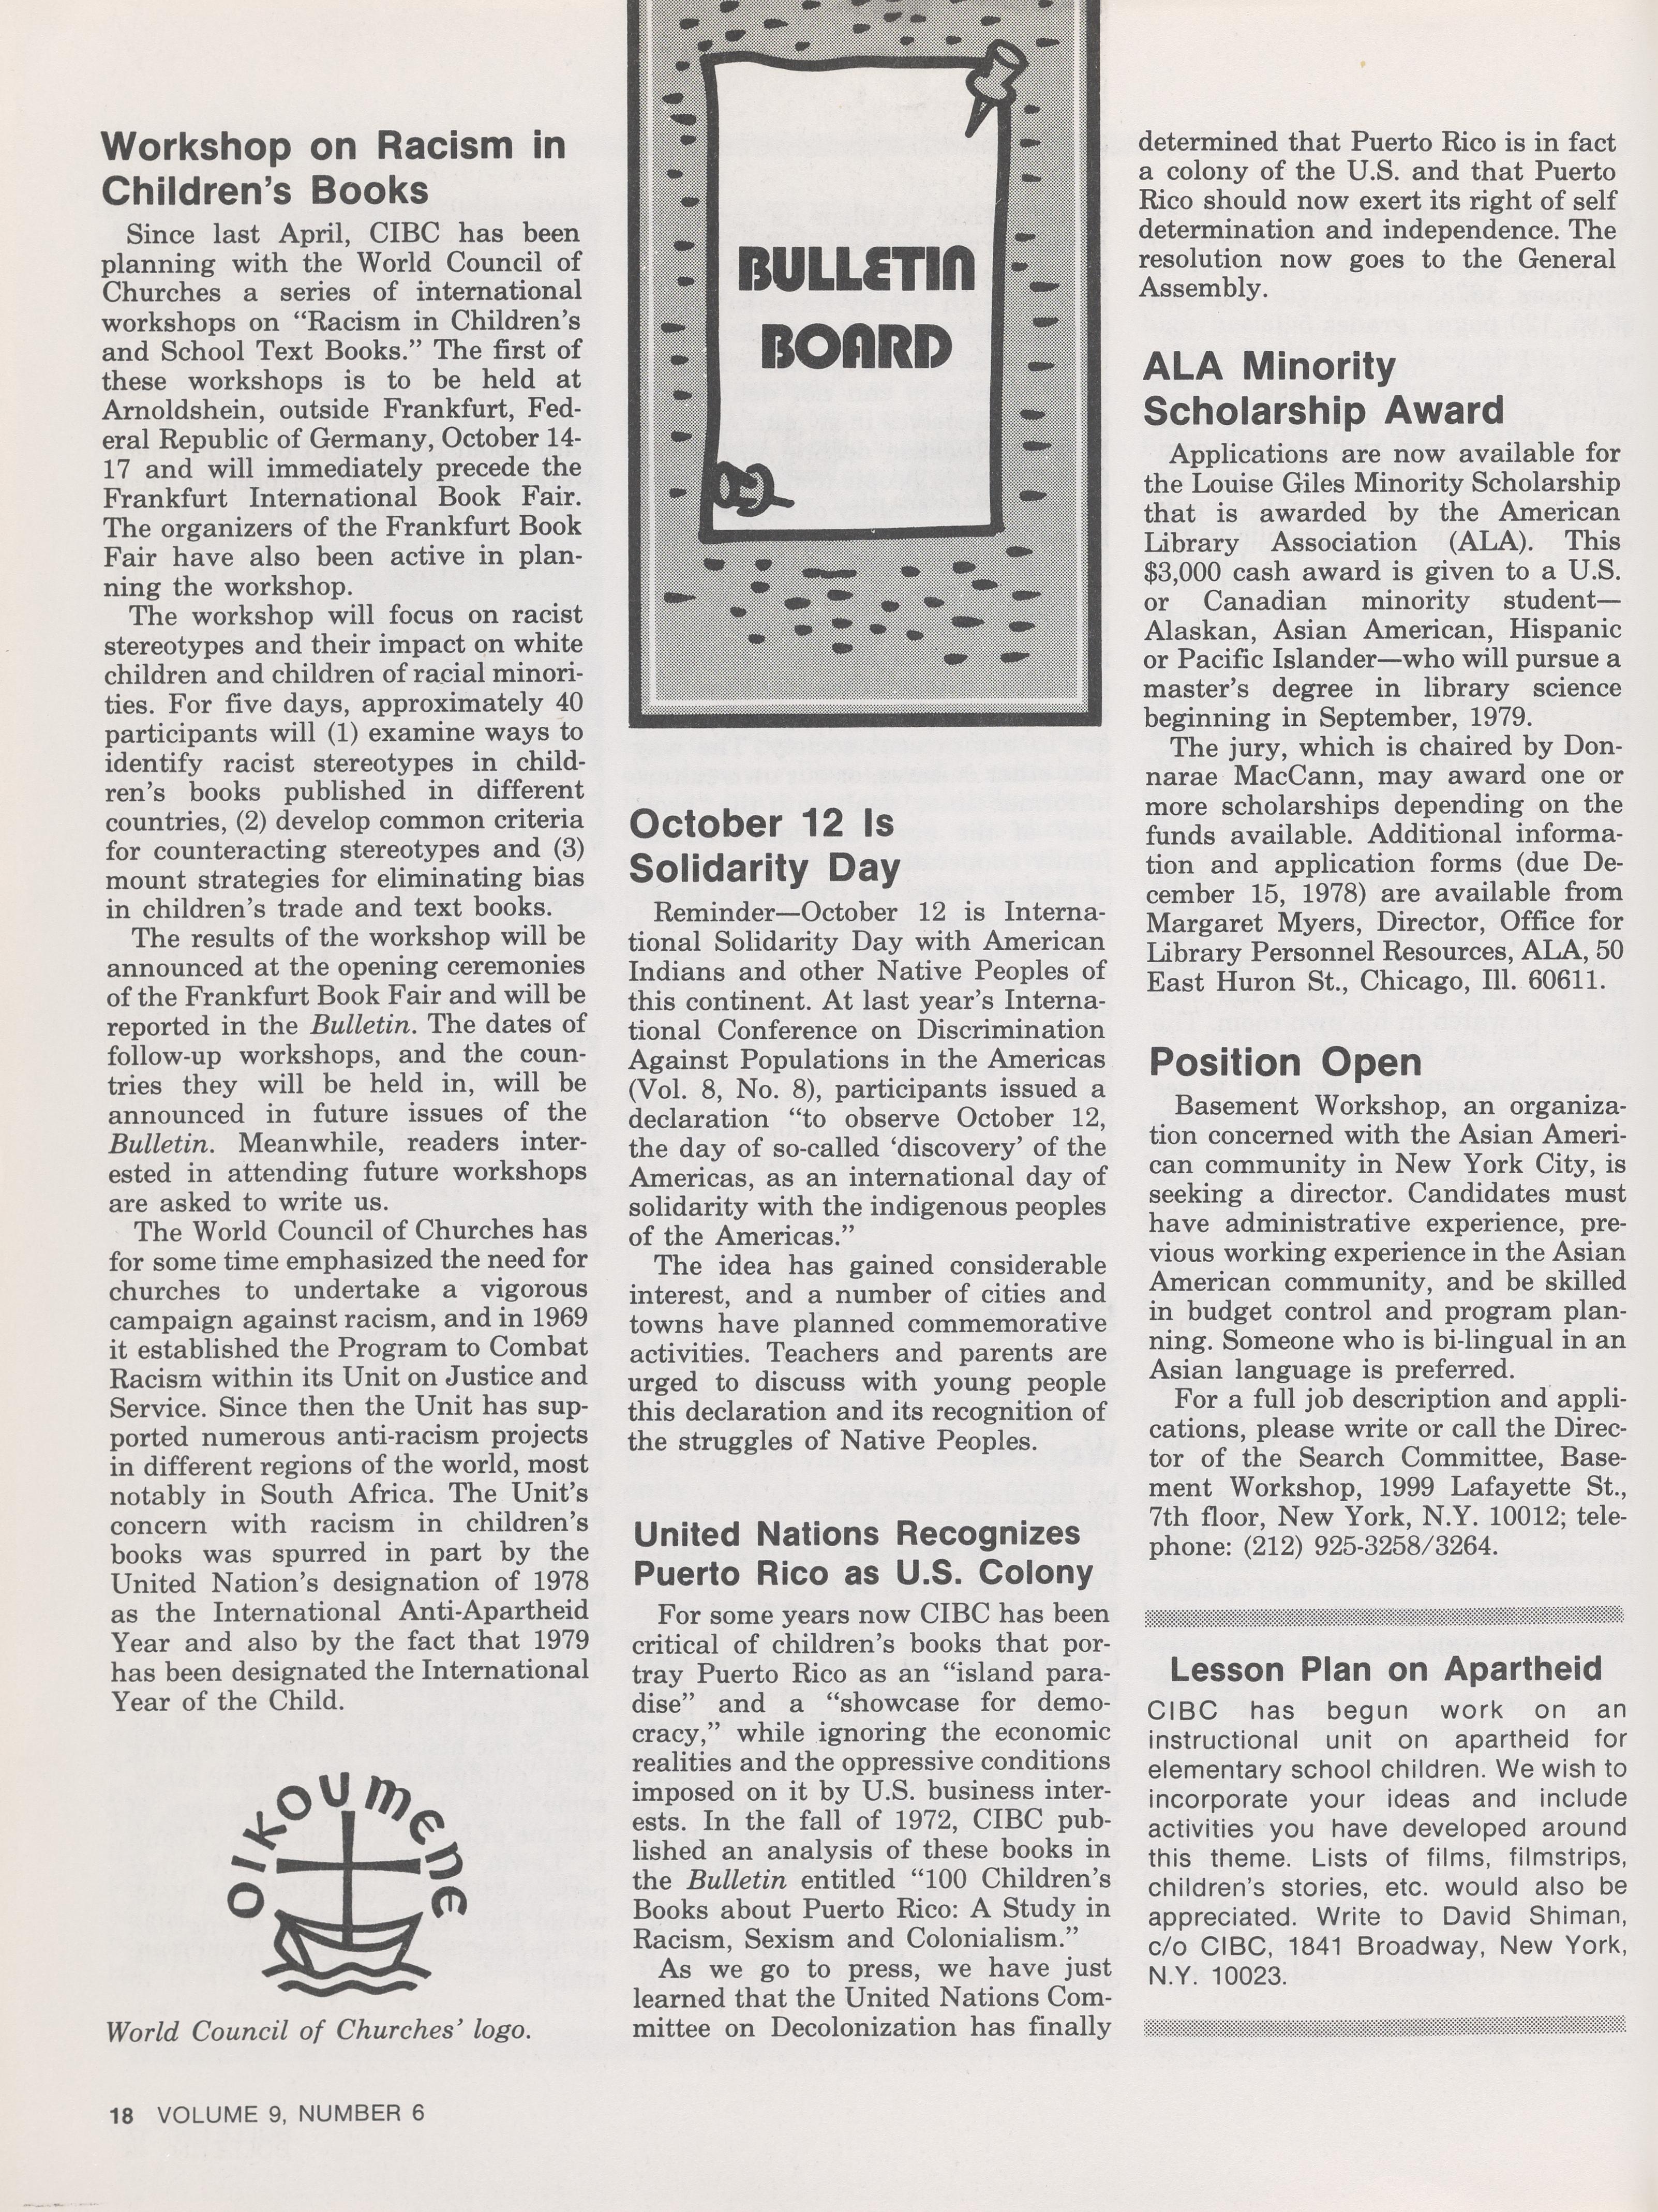 Workshop on Racism in
Children's Books
Since last April, CIBC has been
planning with the World Council of
Churches a series of international
workshops on “Racism in Children's
and School Text Books.” The first of
these workshops is to be held at
Arnoldshein, outside Frankfurt, Fed-
eral Republic of Germany, October 14-
17 and will immediately precede the
Frankfurt International Book Fair.
The organizers of the Frankfurt Book
Fair have also been active in plan-
ning the workshop.
The workshop will focus on racist
stereotypes and their impact on white
children and children of racial minori-
ties. For five days, approximately 40
participants will (1) examine ways to
identify racist stereotypes in child-
ren's books published in different
countries, (2) develop common criteria
for counteracting stereotypes and (3)
mount strategies for eliminating bias
in children's trade and text books.
The results of the workshop will be
announced at the opening ceremonies
of the Frankfurt Book Fair and will be
reported in the Bulletin. The dates of
follow-up workshops, and the coun-
tries they will be held in, will be
announced in future issues of the
Bulletin. Meanwhile, readers inter-
ested in attending future workshops
are asked to write us.
The World Council of Churches has
for some time emphasized the need for
churches to undertake a vigorous
campaign against racism, and in 1969
it established the Program to Combat
Racism within its Unit on Justice and
Service. Since then the Unit has sup-
ported numerous anti-racism projects
in different regions of the world, most
notably in South Africa. The Unit's
concern with racism in children's
books was spurred in part by the
United Nation's designation of 1978
as the International Anti-Apartheid
Year and also by the fact that 1979
has been designated the International
Year of the Child.
OIKOUMENE
World Council of Churches' logo.
BULLETIN
BOARD
October 12 Is
Solidarity Day
Reminder—October 12 is Interna-
tional Solidarity Day with American
Indians and other Native Peoples of
this continent. At last year's Interna-
tional Conference on Discrimination
Against Populations in the Americas
(Vol. 8, No. 8), participants issued a
declaration “to observe October 12,
the day of so-called ‘discovery’ of the
Americas, as an international day of
solidarity with the indigenous peoples
of the Americas.”
The idea has gained considerable
interest, and a number of cities and
towns have planned commemorative
activities. Teachers and parents are
urged to discuss with young people
this declaration and its recognition of
the struggles of Native Peoples.
United Nations Recognizes
Puerto Rico as U.S. Colony
For some years now CIBC has been
critical of children's books that por-
tray Puerto Rico as an “island para-
dise” and a “showcase for demo-
cracy,” while ignoring the economic
realities and the oppressive conditions
imposed on it by U.S. business inter-
ests. In the fall of 1972, CIBC pub-
lished an analysis of these books in
the Bulletin entitled “100 Children's
Books about Puerto Rico: A Study in
Racism, Sexism and Colonialism.”
As we go to press, we have just
learned that the United Nations Com-
mittee on Decolonization has finally
determined that Puerto Rico is in fact
a colony of the U.S. and that Puerto
Rico should now exert its right of self
determination and independence. The
resolution now goes to the General
Assembly.
ALA Minority
Scholarship Award
Applications are now available for
the Louise Giles Minority Scholarship
that is awarded by the American
Library Association (ALA). This
$3,000 cash award is given to a U.S.
or Canadian minority student—
Alaskan, Asian American, Hispanic
or Pacific Islander—who will pursue a
master's degree in library science
beginning in September, 1979.
The jury, which is chaired by Don-
narae MacCann, may award one or
more scholarships depending on the
funds available. Additional informa-
tion and application forms (due De-
cember 15, 1978) are available from
Margaret Myers, Director, Office for
Library Personnel Resources, ALA, 50
East Huron St., Chicago, Ill. 60611.
Position Open
Basement Workshop, an organiza-
tion concerned with the Asian Ameri-
can community in New York City, is
seeking a director. Candidates must
have administrative experience, pre-
vious working experience in the Asian
American community, and be skilled
in budget control and program plan-
ning. Someone who is bi-lingual in an
Asian language is preferred.
For a full job description and appli-
cations, please write or call the Direc-
tor of the Search Committee, Base-
ment Workshop, 1999 Lafayette St.,
7th floor, New York, N.Y. 10012; tele-
phone: (212) 925-3258/3264.
Lesson Plan on Apartheid
CIBC has begun work on an
instructional unit on apartheid for
elementary school children. We wish to
incorporate your ideas and include
activities you have developed around
this theme. Lists of films, filmstrips,
children's stories, etc. would also be
appreciated. Write to David Shiman,
c/o CIBC, 1841 Broadway, New York,
N.Y. 10023.
18 VOLUME 9, NUMBER 6